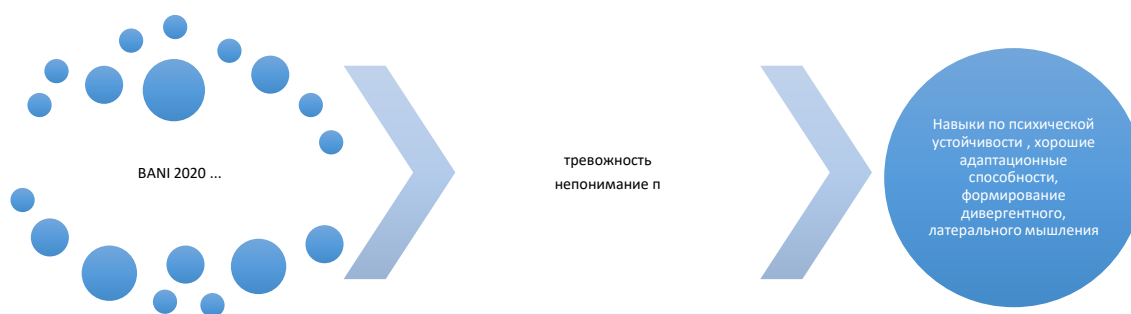 BANI 2020 ...
тревожность
непонимание п
Навыки по психической
устойчивости , хорошие
адаптационные
способности,
формирование
дивергентного,
латерального мышления